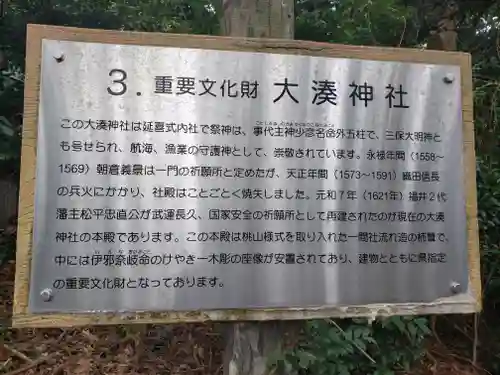 3. 重要文化財 大湊神社
この大湊神社は延喜式内社で祭神は、事代主神少彦名命外五柱で、三保大明神と
も号せられ、航海、漁業の守護神として、崇敬されています。永禄年間（1558〜
1569）朝倉義景は一門の祈願所と定めたが、天正年間（1573〜1591）織田信長
の兵火にかかり、社殿はことごとく焼失しました。元和7年（1621年）福井2代
藩主松平忠直公が武運長久、国家安全の祈願所として再建されたのが現在の大湊
神社の本殿であります。この本殿は桃山様式を取り入れた一間社流れ造の柿葺で、
中には伊邪奈岐命のけやき一木彫の座像が安置されており、建物とともに県指定
の重要文化財となっております。